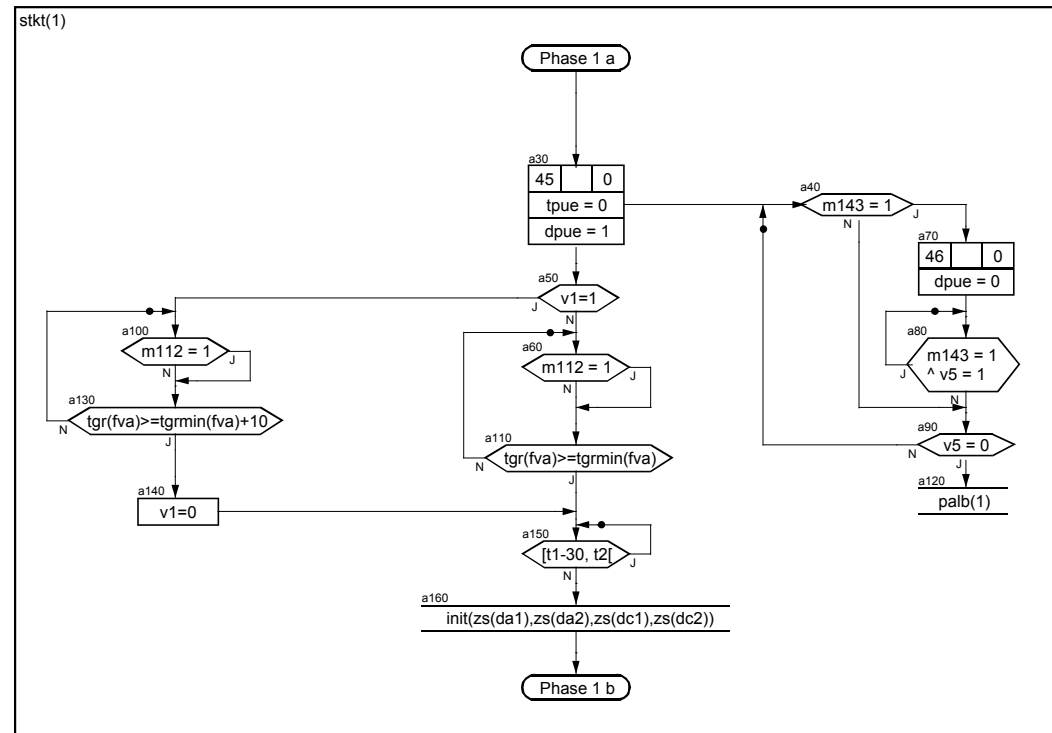 stkt(1)
Phase 1 a
a30
45 0
tpue = 0
dpue = 1
a40
m143 = 1
J
N
a70
46 0
dpue = 0
a50
v1=1
J
N
a100
m112 = 1
J
N
a60
m112 = 1
J
N
a80
m143 = 1
^ v5 = 1
J
N
a130
tgr(fva)>=tgrmin(fva)+10
N
J
a110
tgr(fva)>=tgrmin(fva)
N
J
a90
v5 = 0
N
J
a120
palb(1)
a140
v1=0
a150
[t1-30, t2[
J
N
a160
init(zs(da1),zs(da2),zs(dc1),zs(dc2))
Phase 1 b